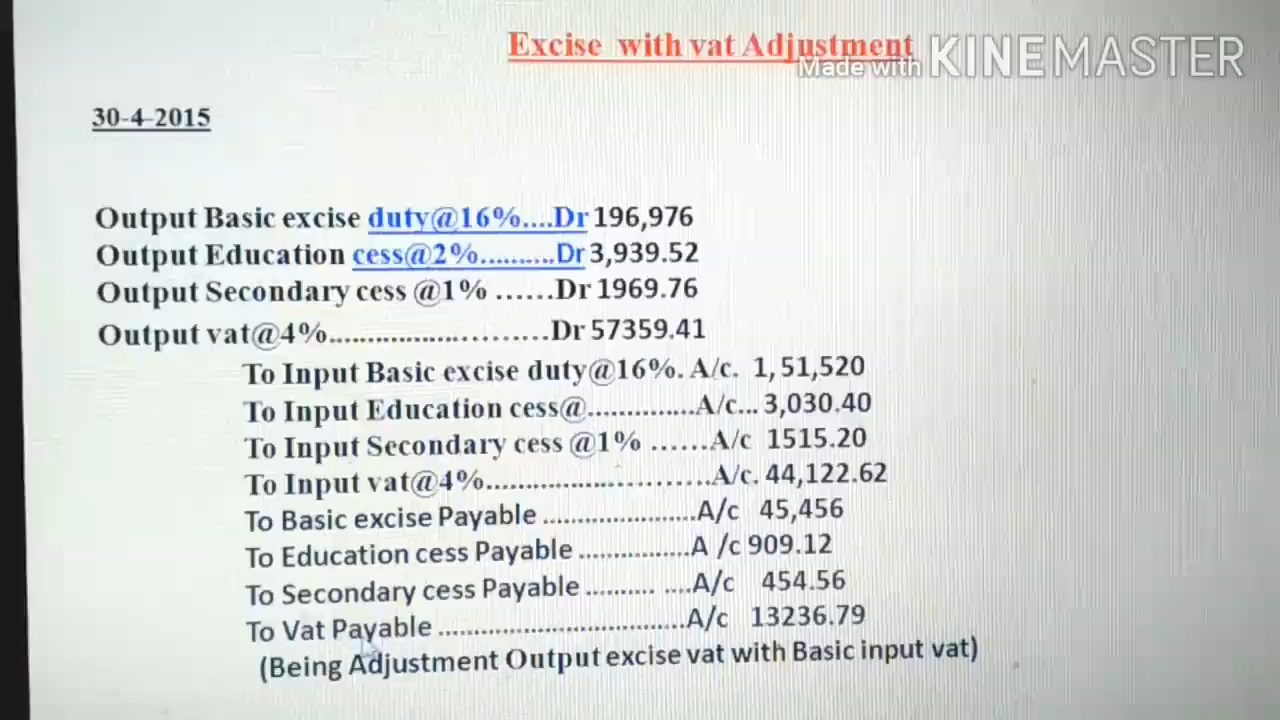 Excise with vat Adjustment
Made with KINEMASTER
30-4-2015
Output Basic excise duty@16%....Dr 196,976
Output Education cess@2%..........Dr 3,939.52
Output Secondary cess @1% ......Dr 1969.76
Output vat@4%..............................Dr 57359.41
To Input Basic excise duty@16%. A/c. 1,51,520
To Input Education cess@..............A/c... 3,030.40
To Input Secondary cess @1% ......A/c 1515.20
To Input vat@4%..............................A/c. 44,122.62
To Basic excise Payable .......................A/c 45,456
To Education cess Payable ................A /c 909.12
To Secondary cess Payable .......... ....A/c 454.56
To Vat Payable ....................................A/c 13236.79
(Being Adjustment Output excise vat with Basic input vat)